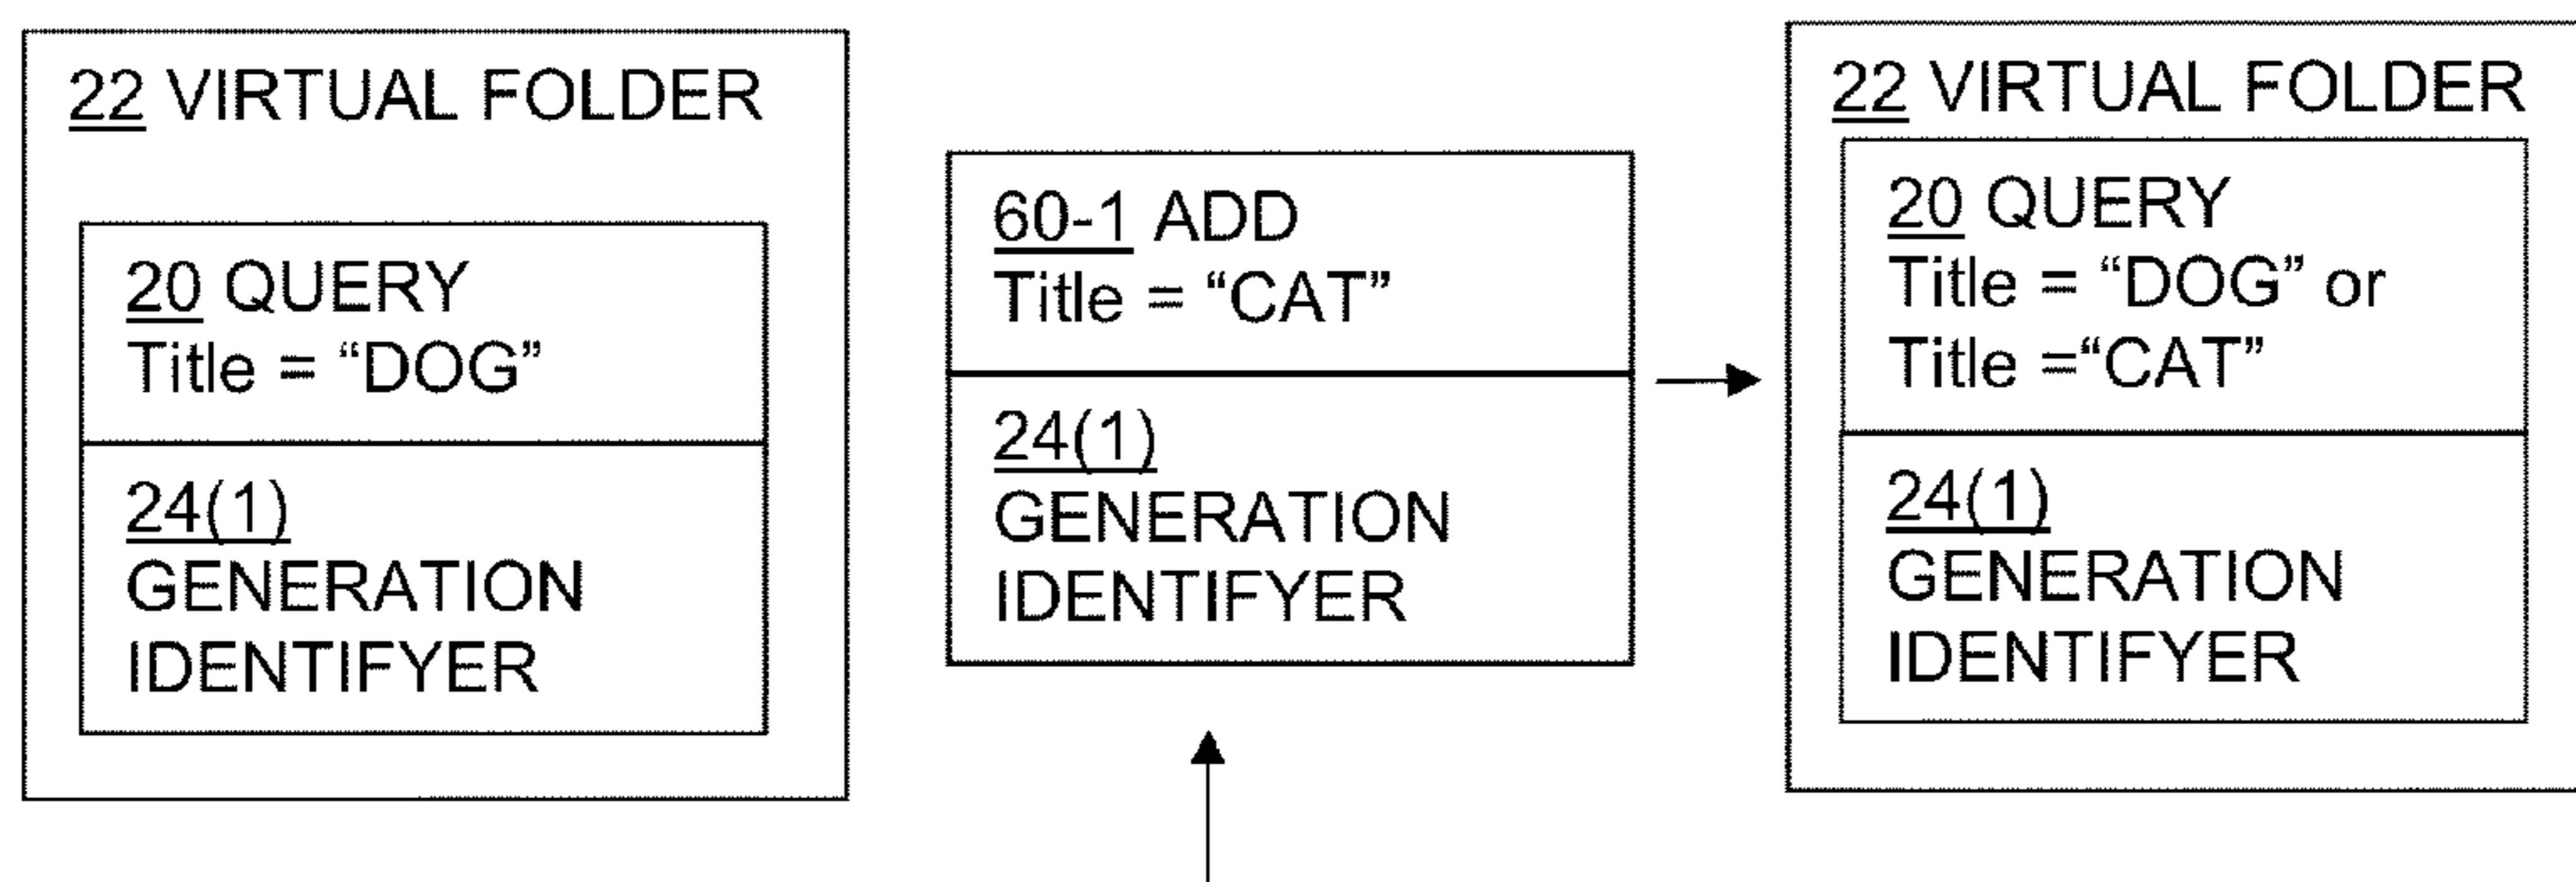 22 VIRTUAL FOLDER
20 QUERY
Title = “DOG”
24(1)
GENERATION
IDENTIFYER
60-1 ADD
Title = “CAT”
24(1)
GENERATION
IDENTIFYER
22 VIRTUAL FOLDER
20 QUERY
Title = “DOG” or
Title =“CAT”
24(1)
GENERATION
IDENTIFYER